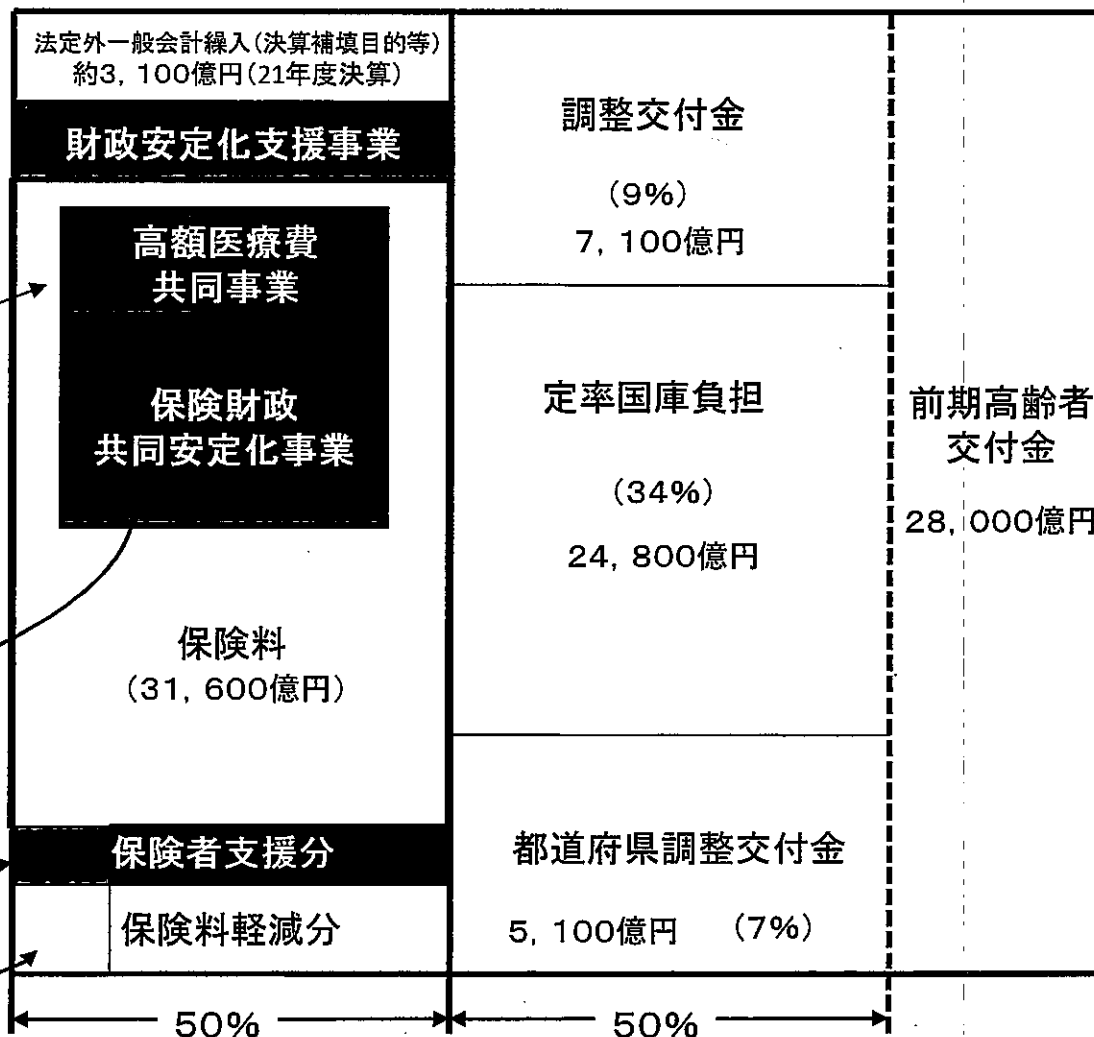 法定外一般会計繰入(決算補填目的等)
約3,100億円(21年度決算)
財政安定化支援事業
高額医療費
共同事業
保険財政
共同安定化事業
保険料
(31,600億円)
保険者支援分
保険料軽減分
調整交付金
(9%)
7,100億円
定率国庫負担
(34%)
24,800億円
都道府県調整交付金
5,100億円 (7%)
前期高齢者
交付金
28,000億円
50%
50%